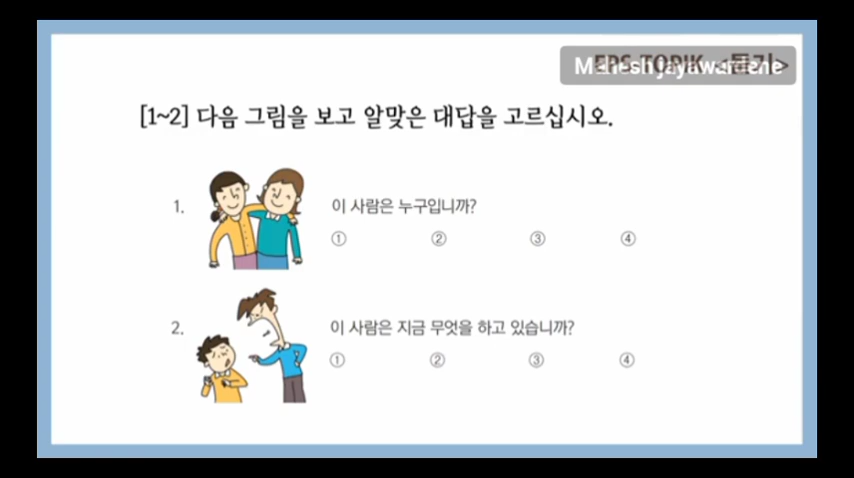 Mahesh jayawardene
[1~2] 다음 그림을 보고 알맞은 대답을 고르십시오.
1. 이 사람은 누구입니까?
① ② ③ ④
2. 이 사람은 지금 무엇을 하고 있습니까?
① ② ③ ④